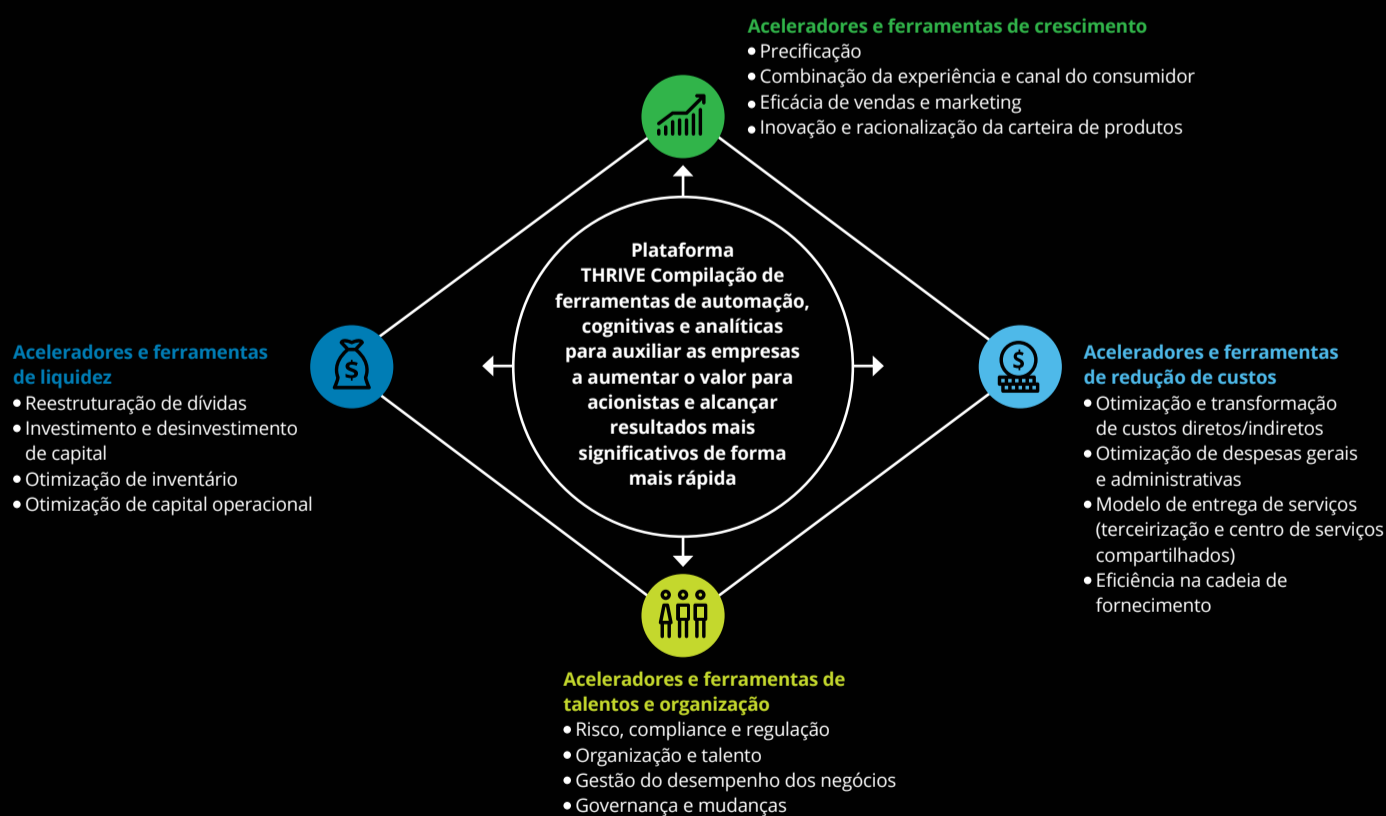 Aceleradores e ferramentas de crescimento
• Precificação
• Combinação da experiência e canal do consumidor
• Eficácia de vendas e marketing
• Inovação e racionalização da carteira de produtos
Plataforma
THRIVE Compilação de
ferramentas de automação,
cognitivas e analíticas
para auxiliar as empresas
a aumentar o valor para
acionistas e alcançar
resultados mais
significativos de forma
mais rápida
Aceleradores e ferramentas
de liquidez
• Reestruturação de dívidas
• Investimento e desinvestimento
de capital
• Otimização de inventário
• Otimização de capital operacional
Aceleradores e ferramentas
de redução de custos
• Otimização e transformação
de custos diretos/indiretos
• Otimização de despesas gerais
e administrativas
• Modelo de entrega de serviços
(terceirização e centro de serviços
compartilhados)
• Eficiência na cadeia de
fornecimento
Aceleradores e ferramentas de
talentos e organização
• Risco, compliance e regulação
• Organização e talento
• Gestão do desempenho dos negócios
• Governança e mudanças